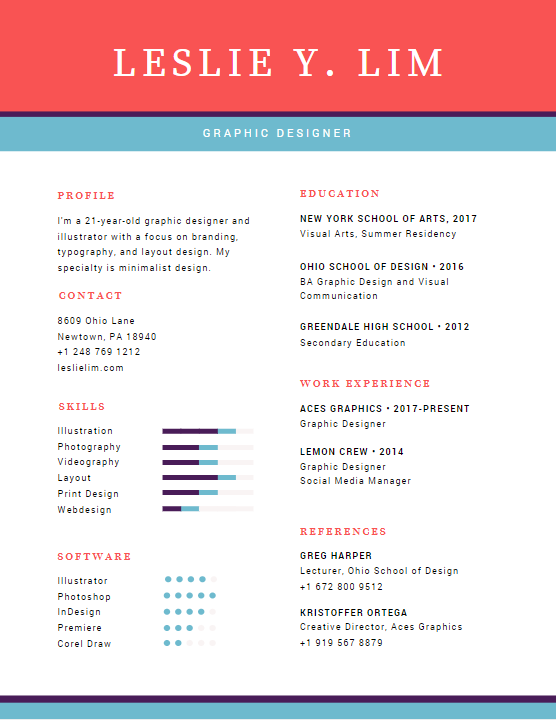 LESLIE Y. LIM
GRAPHIC DESIGNER
PROFILE
I'm a 21-year-old graphic designer and
illustrator with a focus on branding,
typography, and layout design. My
specialty is minimalist design.
CONTACT
8609 Ohio Lane
Newtown, PA 18940
+1 248 769 1212
leslielim.com
SKILLS
Illustration
Photography
Videography
Layout
Print Design
Webdesign
SOFTWARE
Illustrator
Photoshop
InDesign
Premiere
Corel Draw
EDUCATION
NEW YORK SCHOOL OF ARTS, 2017
Visual Arts, Summer Residency
OHIO SCHOOL OF DESIGN • 2016
BA Graphic Design and Visual
Communication
GREENDALE HIGH SCHOOL • 2012
Secondary Education
WORK EXPERIENCE
ACES GRAPHICS • 2017-PRESENT
Graphic Designer
LEMON CREW • 2014
Graphic Designer
Social Media Manager
REFERENCES
GREG HARPER
Lecturer, Ohio School of Design
+1 672 800 9512
KRISTOFFER ORTEGA
Creative Director, Aces Graphics
+1 919 567 8879